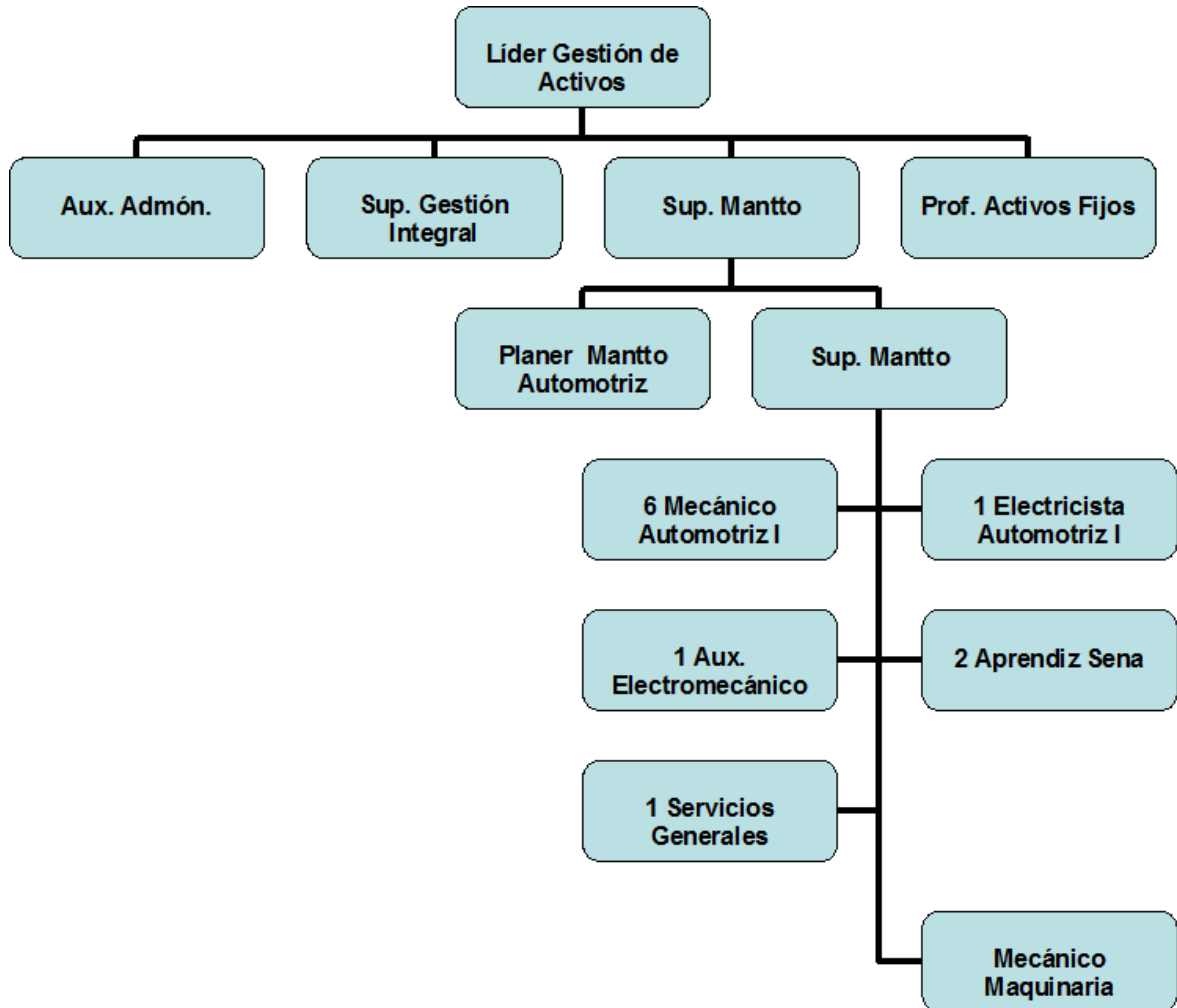 Líder Gestión de
Activos
Aux. Admón.
Sup. Gestión
Integral
Sup. Mantto
Prof. Activos Fijos
Planer Mantto
Automotriz
Sup. Mantto
6 Mecánico
Automotriz I
1 Electricista
Automotriz I
1 Aux.
Electromecánico
2 Aprendiz Sena
1 Servicios
Generales
Mecánico
Maquinaria